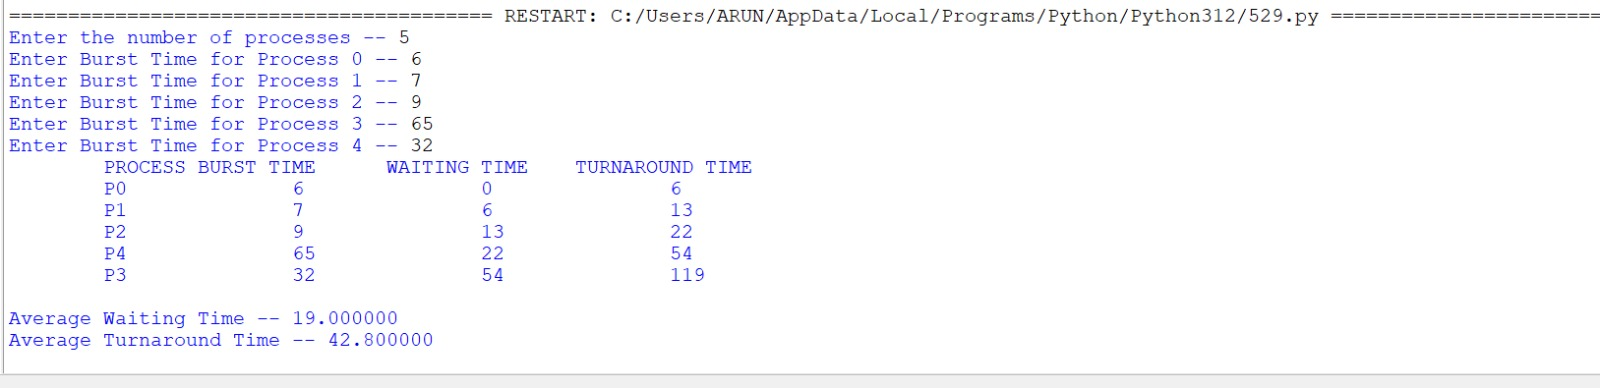 ========================================= RESTART: C:/Users/ARUN/AppData/Local/Programs/Python/Python312/529.py =======================
Enter the number of processes -- 5
Enter Burst Time for Process 0 -- 6
Enter Burst Time for Process 1 -- 7
Enter Burst Time for Process 2 -- 9
Enter Burst Time for Process 3 -- 65
Enter Burst Time for Process 4 -- 32
PROCESS BURST TIME WAITING TIME TURNAROUND TIME
P0 6 0 6
P1 7 6 13
P2 9 13 22
P4 65 22 54
P3 32 54 119
Average Waiting Time -- 19.000000
Average Turnaround Time -- 42.800000